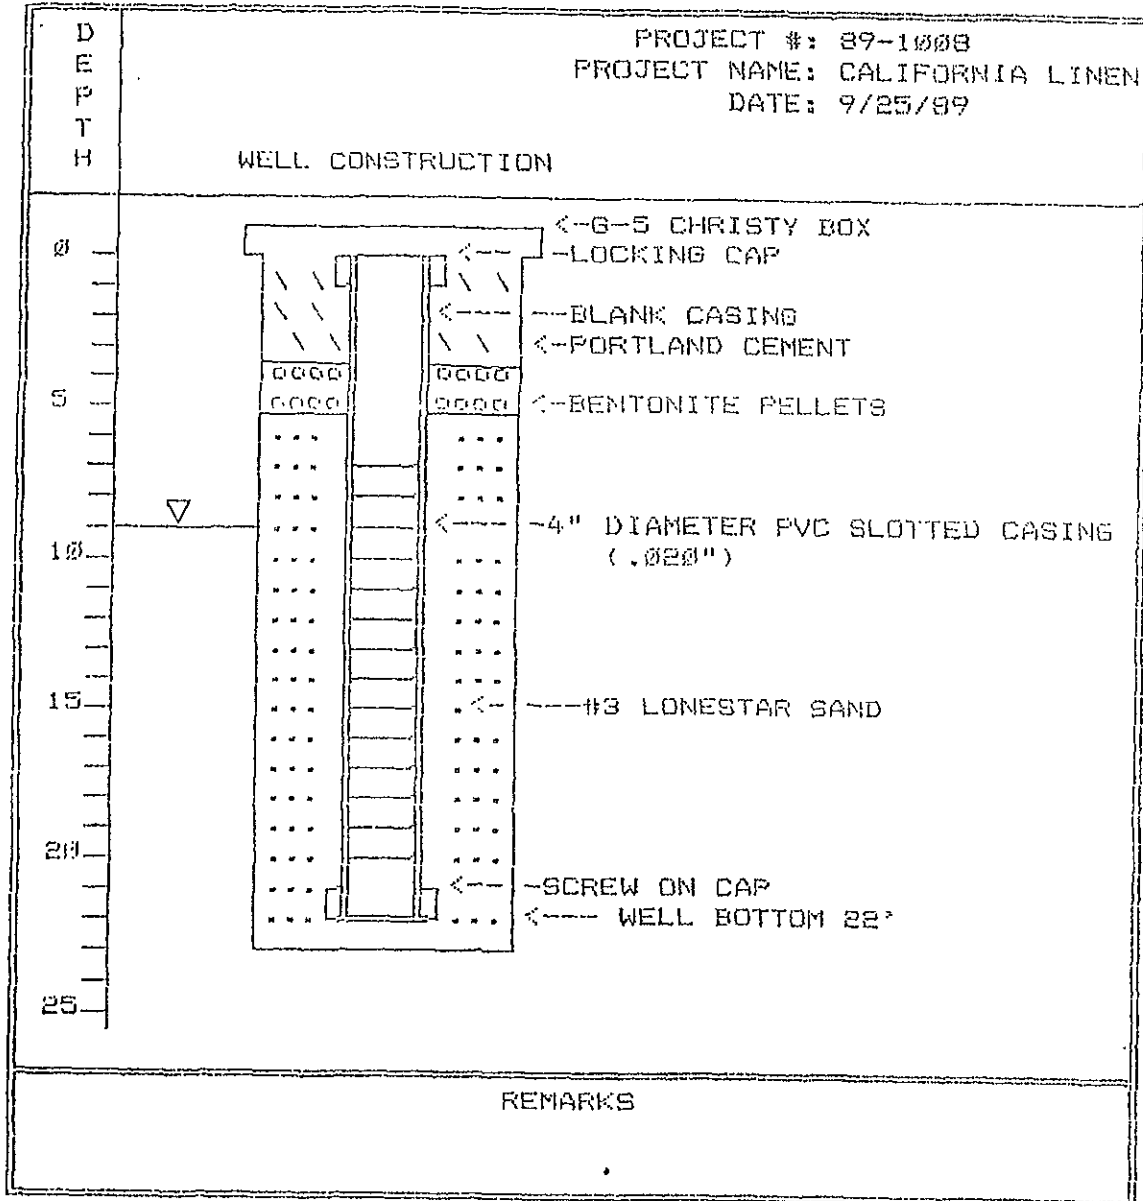 D
E
P
T
H
PROJECT #: 89-1008
PROJECT NAME: CALIFORNIA LINEN
DATE: 9/25/89
WELL CONSTRUCTION
<-G-5 CHRISTY BOX
0
<-- -LOCKING CAP
<- ---BLANK CASING
<-PORTLAND CEMENT
5
<-BENTONITE PELLETS
<---- -4" DIAMETER PVC SLOTTED CASING
10
(.020")
15
<- ---#3 LONESTAR SAND
20
<-- -SCREW ON CAP
<--- WELL BOTTOM 22'
25
REMARKS